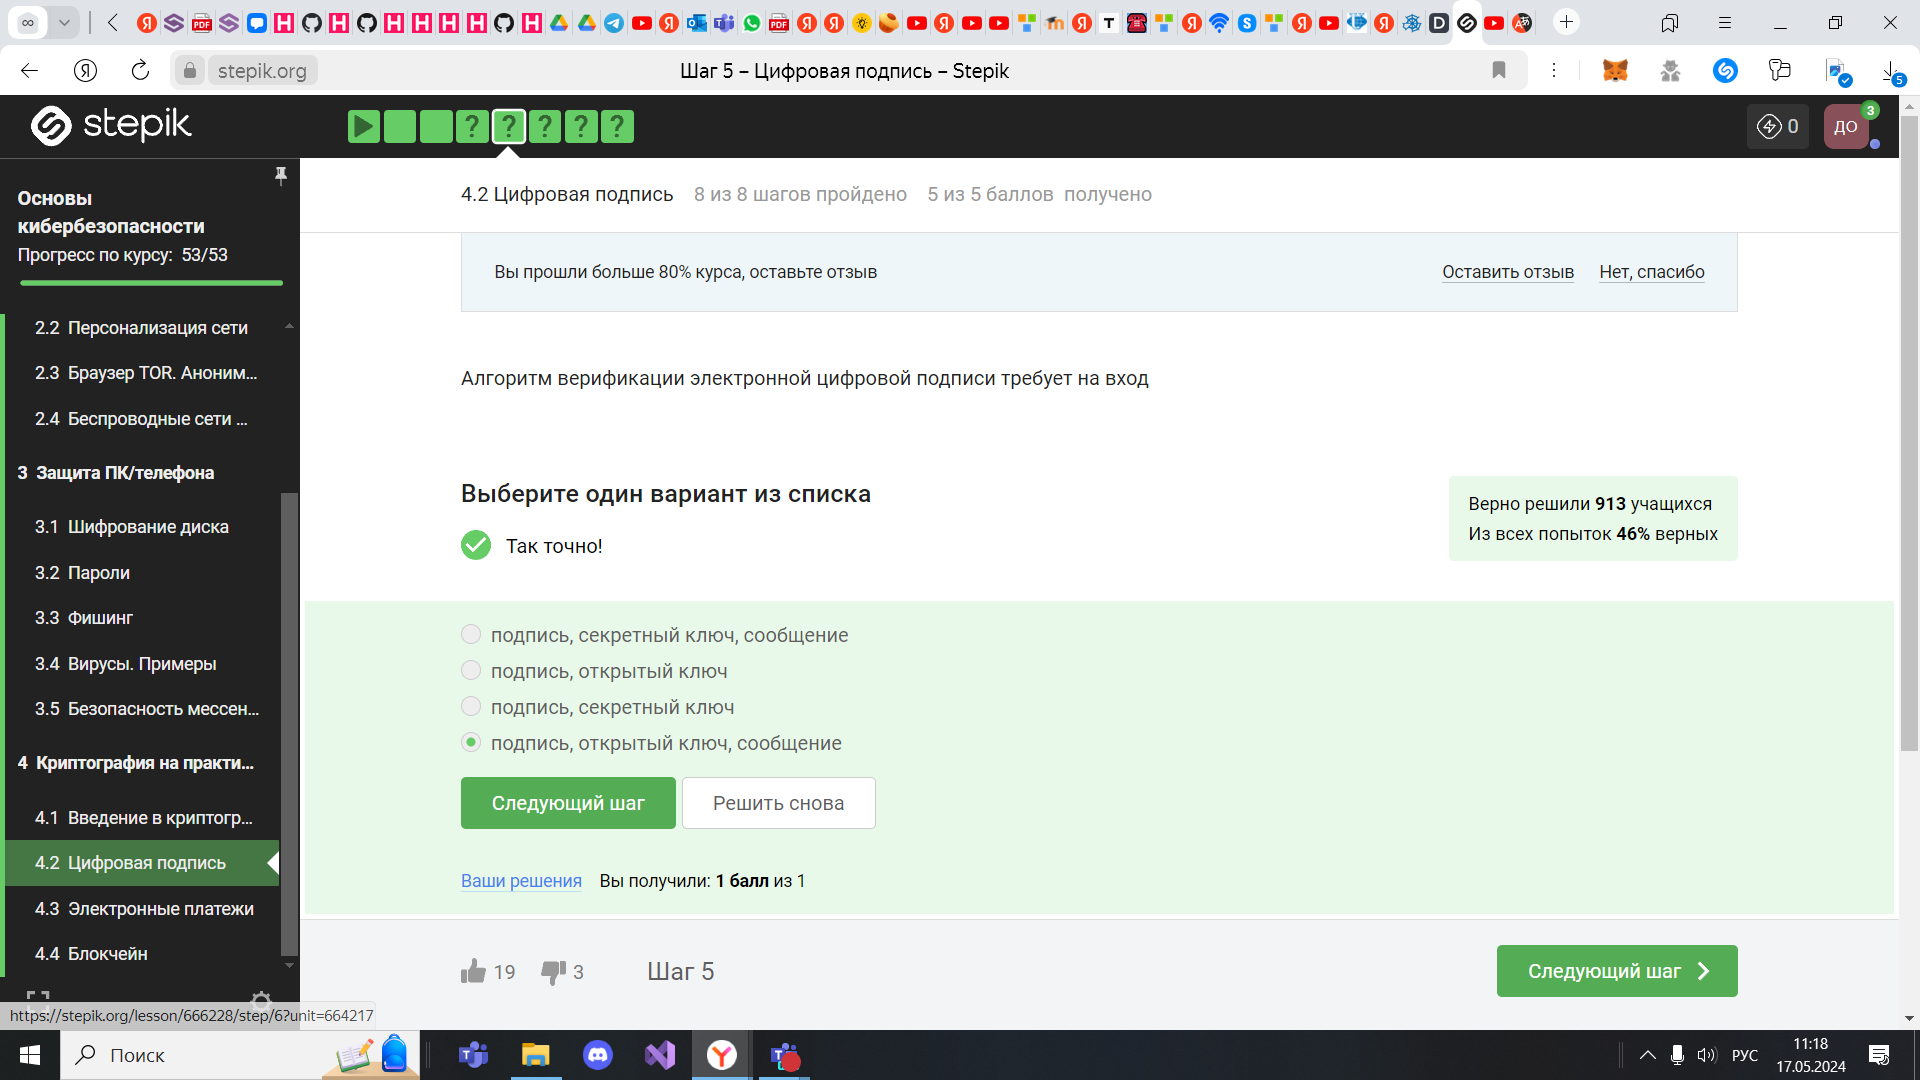 stepik.org
Шаг 5 – Цифровая подпись – Stepik
5
stepik
? ? ? ? ?
0
ДО
3
Основы
кибербезопасности
Прогресс по курсу: 53/53
2.2 Персонализация сети
2.3 Браузер TOR. Аноним...
2.4 Беспроводные сети ...
3 Защита ПК/телефона
3.1 Шифрование диска
3.2 Пароли
3.3 Фишинг
3.4 Вирусы. Примеры
3.5 Безопасность мессен...
4 Криптография на практи...
4.1 Введение в криптогр...
4.2 Цифровая подпись
4.3 Электронные платежи
4.4 Блокчейн
4.2 Цифровая подпись 8 из 8 шагов пройдено 5 из 5 баллов получено
Вы прошли больше 80% курса, оставьте отзыв
Оставить отзыв Нет, спасибо
Алгоритм верификации электронной цифровой подписи требует на вход
Выберите один вариант из списка
Так точно!
Верно решили 913 учащихся
Из всех попыток 46% верных
подпись, секретный ключ, сообщение
подпись, открытый ключ
подпись, секретный ключ
подпись, открытый ключ, сообщение
Следующий шаг Решить снова
Ваши решения Вы получили: 1 балл из 1
19 3 Шаг 5
Следующий шаг
https://stepik.org/lesson/666228/step/6?unit=664217
Поиск
РУС
11:18
17.05.2024